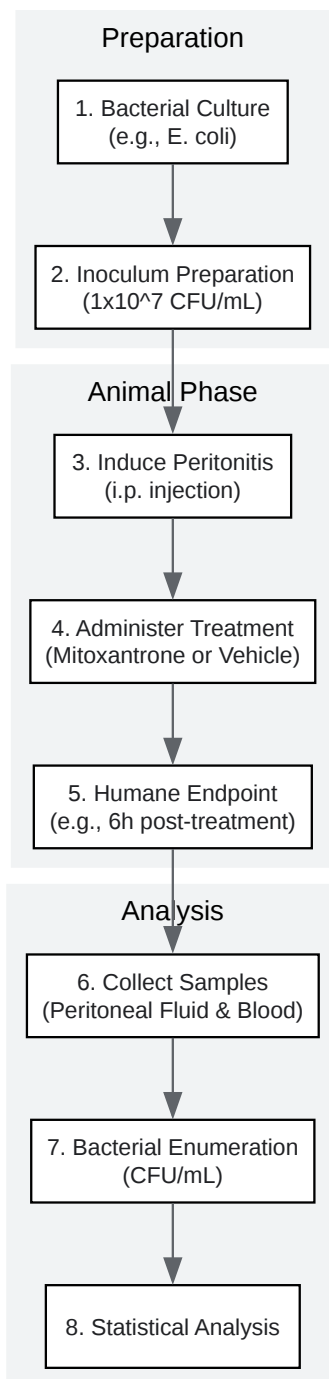 Preparation
1. Bacterial Culture
(e.g., E. coli)
2. Inoculum Preparation
(1x10^7 CFU/mL)
Animal Phase
3. Induce Peritonitis
(i.p. injection)
4. Administer Treatment
(Mitoxantrone or Vehicle)
5. Humane Endpoint
(e.g., 6h post-treatment)
Analysis
6. Collect Samples
(Peritoneal Fluid & Blood)
7. Bacterial Enumeration
(CFU/mL)
8. Statistical Analysis